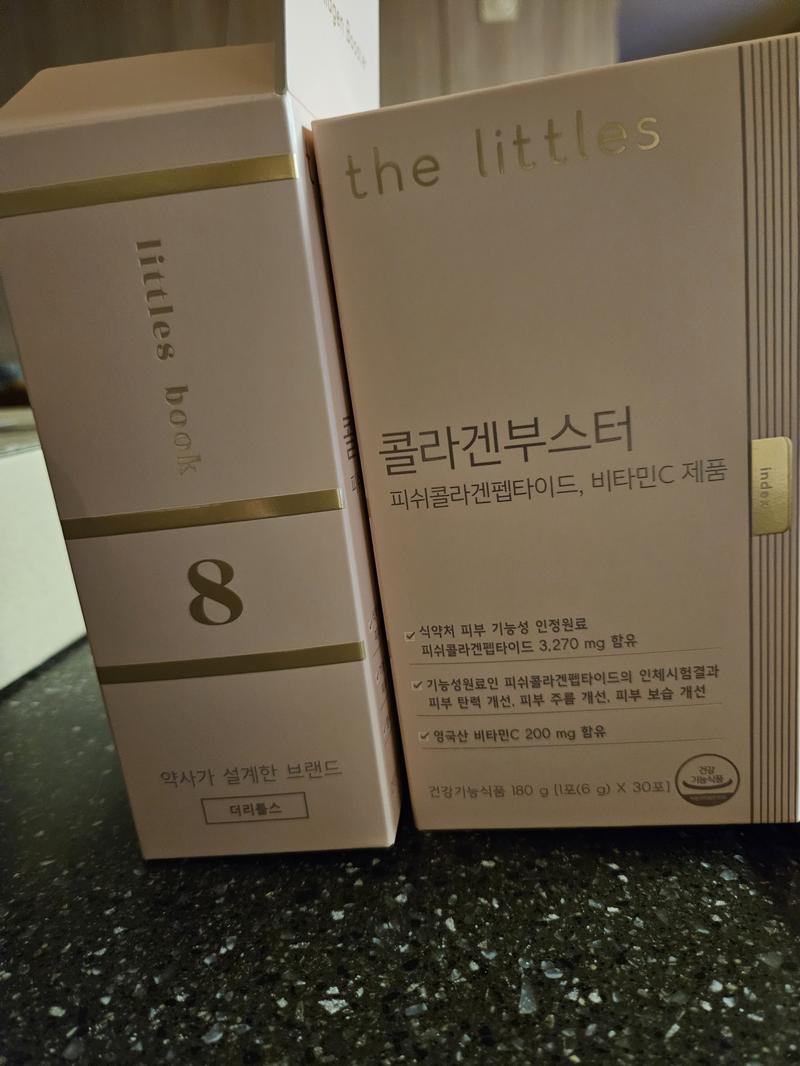 littles book
8
약사가 설계한 브랜드
더리틀스
the littles
콜라겐부스터
피쉬콜라겐펩타이드, 비타민C 제품
식약처 피부 기능성 인정원료
피쉬콜라겐펩타이드 3,270 mg 함유
기능성원료인 피쉬콜라겐펩타이드의 인체시험결과
피부 탄력 개선, 피부 주름 개선, 피부 보습 개선
영국산 비타민C 200 mg 함유
건강기능식품 180 g [1포(6 g) X 30포]
건강
기능식품
index